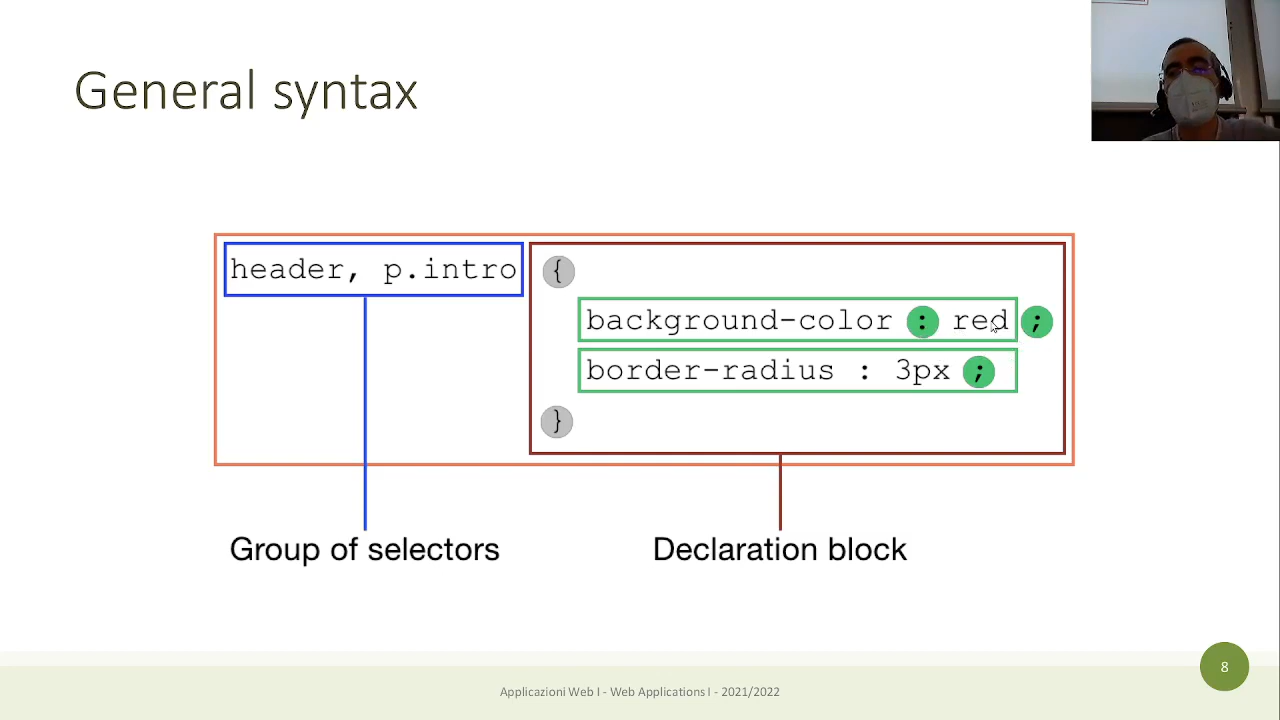 General syntax
header, p.intro
{
background-color : red ;
border-radius : 3px ;
}
Group of selectors
Declaration block
8
Applicazioni Web I - Web Applications I - 2021/2022